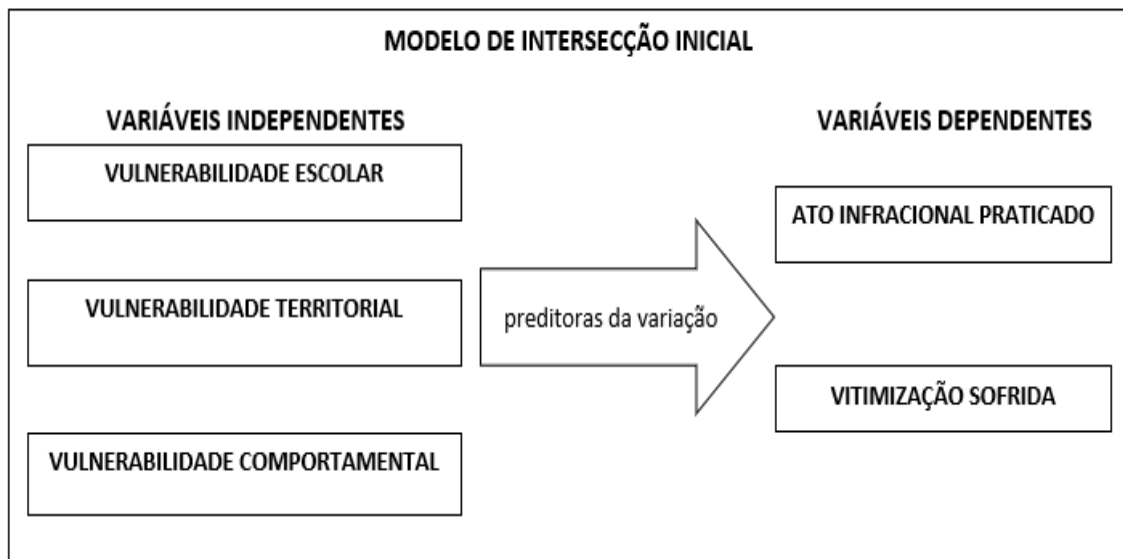 MODELO DE INTERSECÇÃO INICIAL
VARIÁVEIS INDEPENDENTES
VULNERABILIDADE ESCOLAR
VULNERABILIDADE TERRITORIAL
VULNERABILIDADE COMPORTAMENTAL
preditoras da variação
VARIÁVEIS DEPENDENTES
ATO INFRACIONAL PRATICADO
VITIMIZAÇÃO SOFRIDA